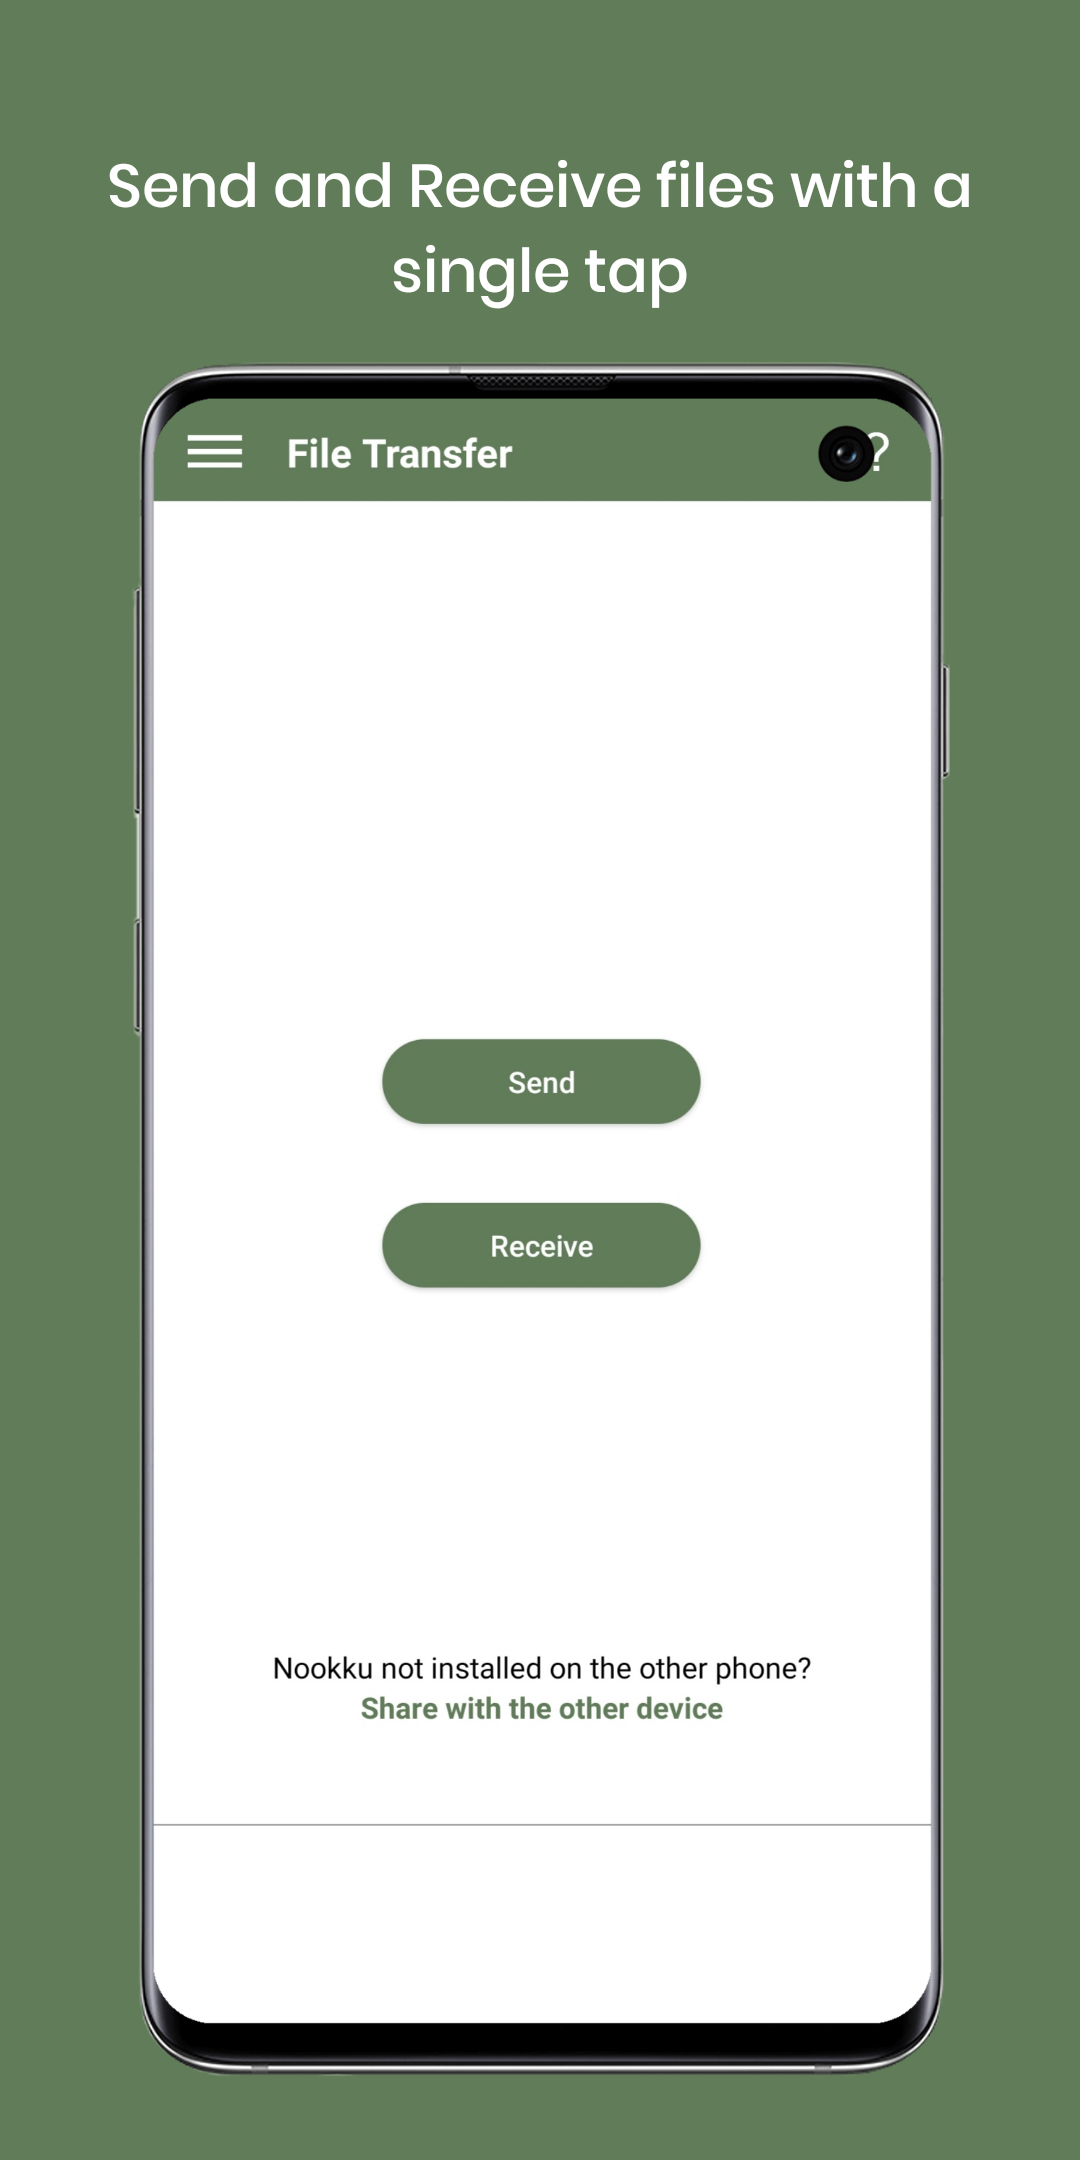 Send and Receive files with a
single tap
File Transfer
?
Send
Receive
Nookku not installed on the other phone?
Share with the other device